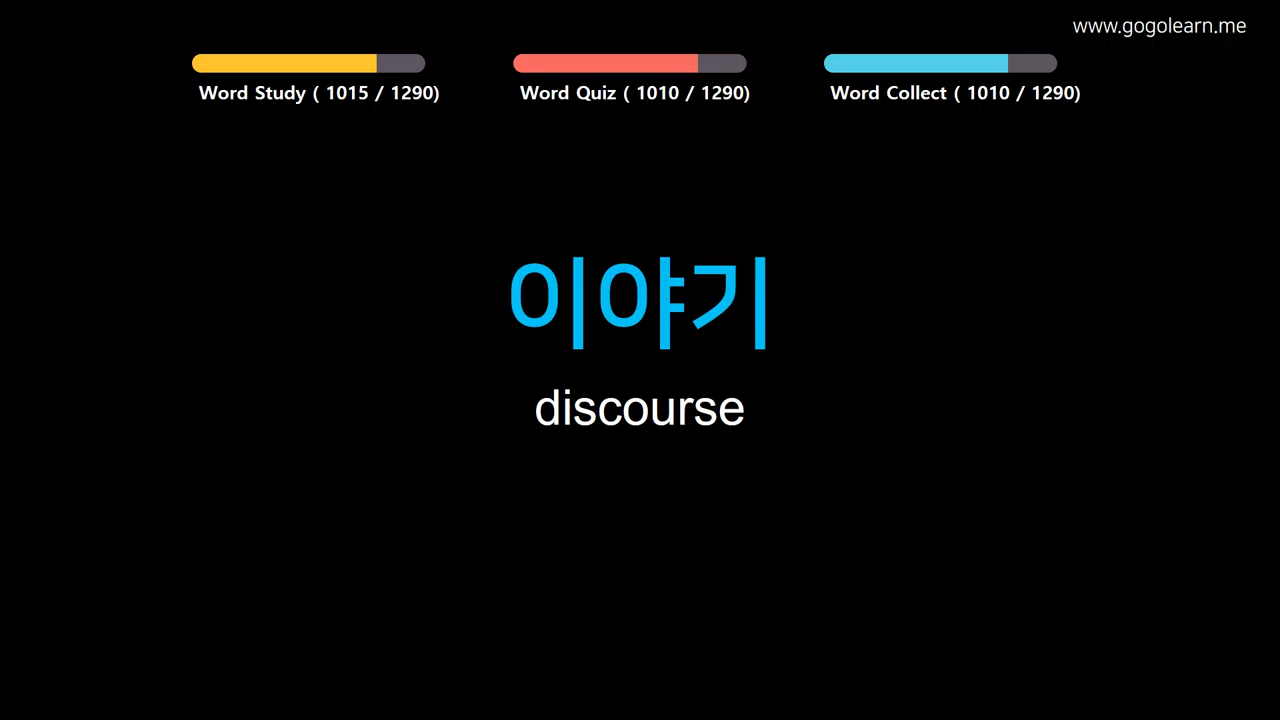 www.gogolearn.me
Word Study ( 1015 / 1290)
Word Quiz ( 1010 / 1290)
Word Collect ( 1010 / 1290)
이야기
discourse